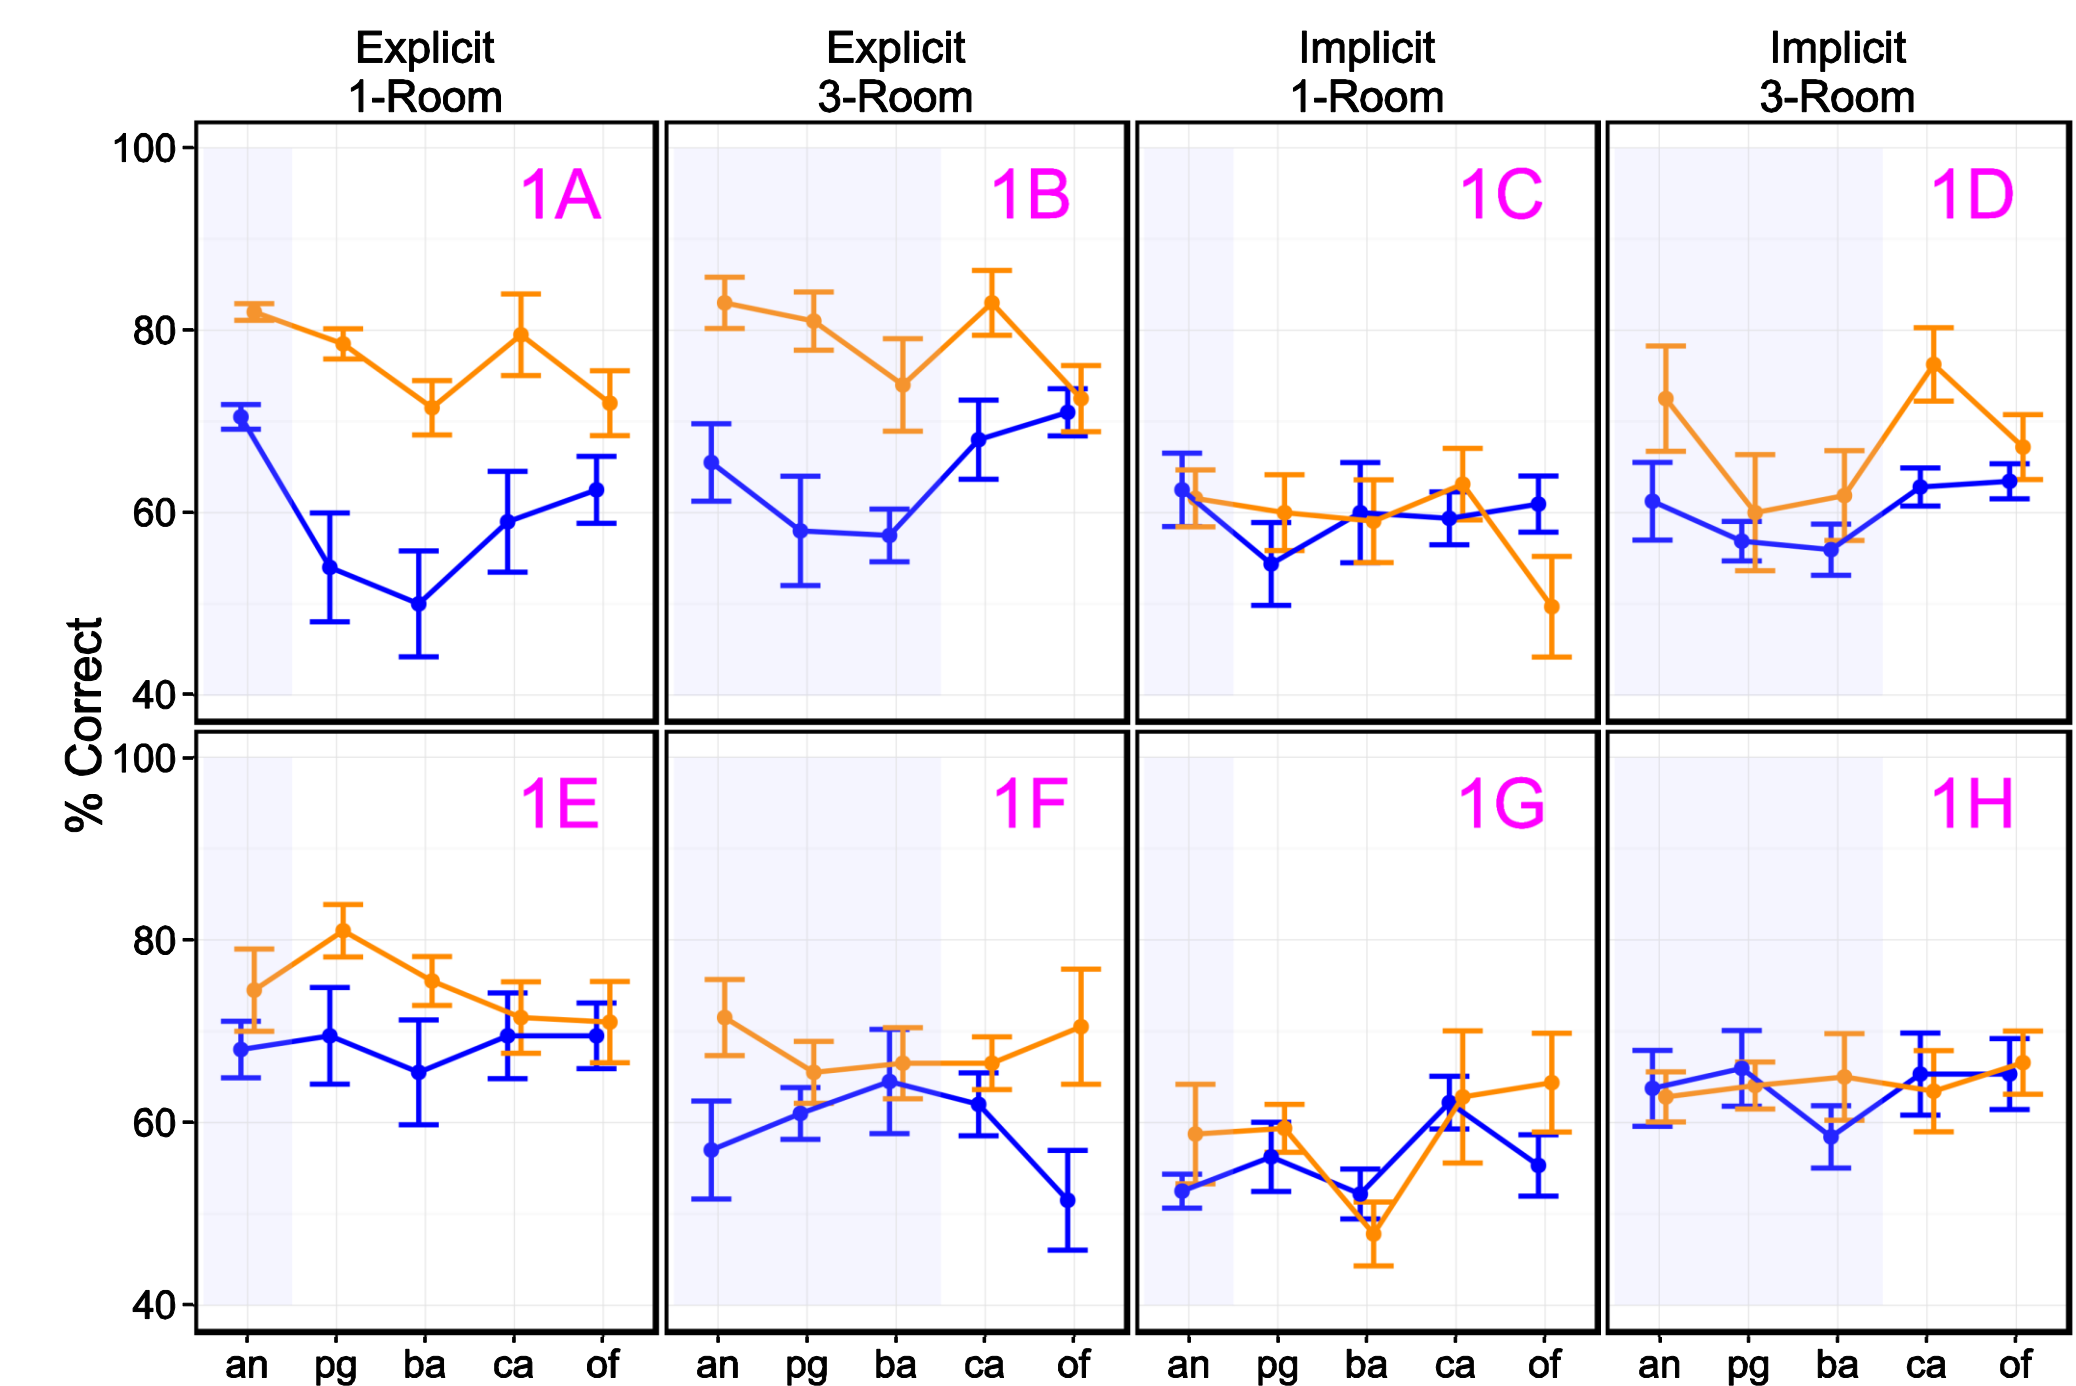 Explicit
1-Room
Explicit
3-Room
Implicit
1-Room
Implicit
3-Room
% Correct
100
80
60
40
1A
1B
1C
1D
100
80
60
40
1E
1F
1G
1H
an pg ba ca of
an pg ba ca of
an pg ba ca of
an pg ba ca of